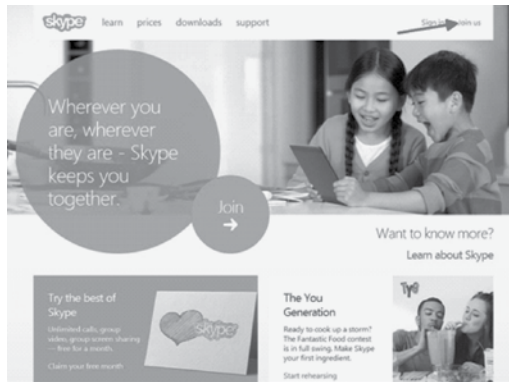 skype learn prices downloads support Sign in Join us
Wherever you
are, wherever
they are - Skype
keeps you
together.
Join
Want to know more?
Learn about Skype
Try the best of
Skype
Unlimited calls, group
video, group screen sharing
— free for a month.
Claim your free month
skype
The You
Generation
Ready to cook up a storm?
The Fantastic Food contest
is in full swing. Make Skype
your first ingredient.
Start rehearsing